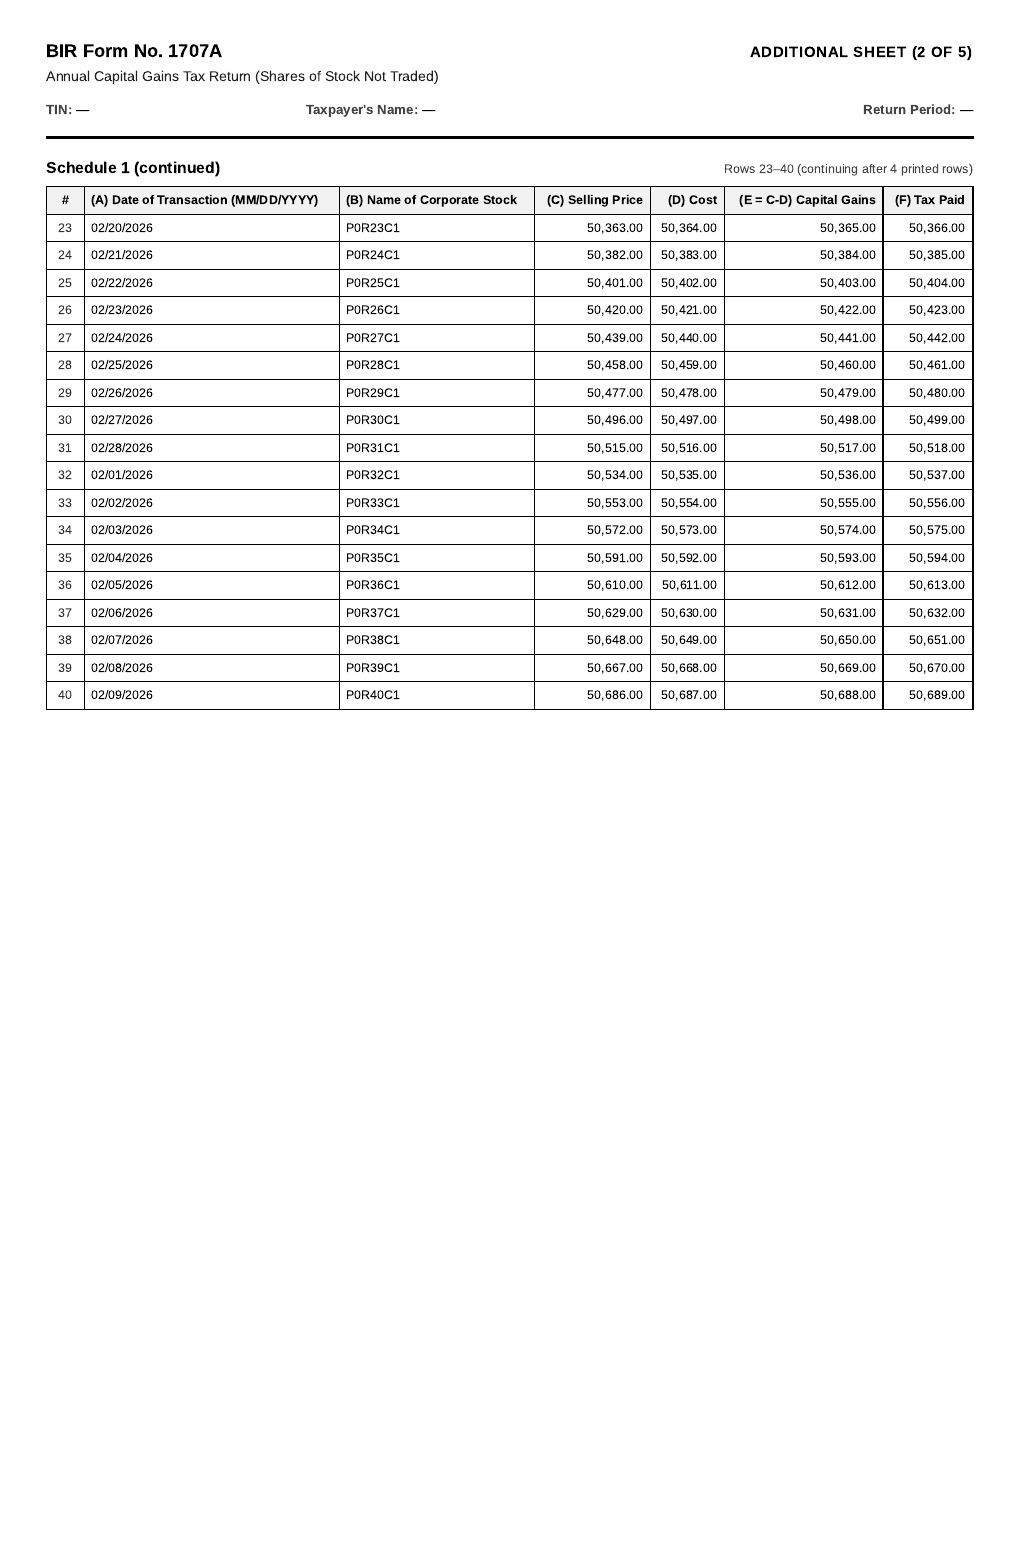 BIR Form No. 1707A ADDITIONAL SHEET (2 OF 5)
Annual Capital Gains Tax Return (Shares of Stock Not Traded)
TIN: — Taxpayer's Name: — Return Period: —
Schedule 1 (continued) Rows 23–40 (continuing after 4 printed rows)
# (A) Date of Transaction (MM/DD/YYYY) (B) Name of Corporate Stock (C) Selling Price (D) Cost (E = C-D) Capital Gains (F) Tax Paid
23 02/20/2026 P0R23C1 50,363.00 50,364.00 50,365.00 50,366.00
24 02/21/2026 P0R24C1 50,382.00 50,383.00 50,384.00 50,385.00
25 02/22/2026 P0R25C1 50,401.00 50,402.00 50,403.00 50,404.00
26 02/23/2026 P0R26C1 50,420.00 50,421.00 50,422.00 50,423.00
27 02/24/2026 P0R27C1 50,439.00 50,440.00 50,441.00 50,442.00
28 02/25/2026 P0R28C1 50,458.00 50,459.00 50,460.00 50,461.00
29 02/26/2026 P0R29C1 50,477.00 50,478.00 50,479.00 50,480.00
30 02/27/2026 P0R30C1 50,496.00 50,497.00 50,498.00 50,499.00
31 02/28/2026 P0R31C1 50,515.00 50,516.00 50,517.00 50,518.00
32 02/01/2026 P0R32C1 50,534.00 50,535.00 50,536.00 50,537.00
33 02/02/2026 P0R33C1 50,553.00 50,554.00 50,555.00 50,556.00
34 02/03/2026 P0R34C1 50,572.00 50,573.00 50,574.00 50,575.00
35 02/04/2026 P0R35C1 50,591.00 50,592.00 50,593.00 50,594.00
36 02/05/2026 P0R36C1 50,610.00 50,611.00 50,612.00 50,613.00
37 02/06/2026 P0R37C1 50,629.00 50,630.00 50,631.00 50,632.00
38 02/07/2026 P0R38C1 50,648.00 50,649.00 50,650.00 50,651.00
39 02/08/2026 P0R39C1 50,667.00 50,668.00 50,669.00 50,670.00
40 02/09/2026 P0R40C1 50,686.00 50,687.00 50,688.00 50,689.00